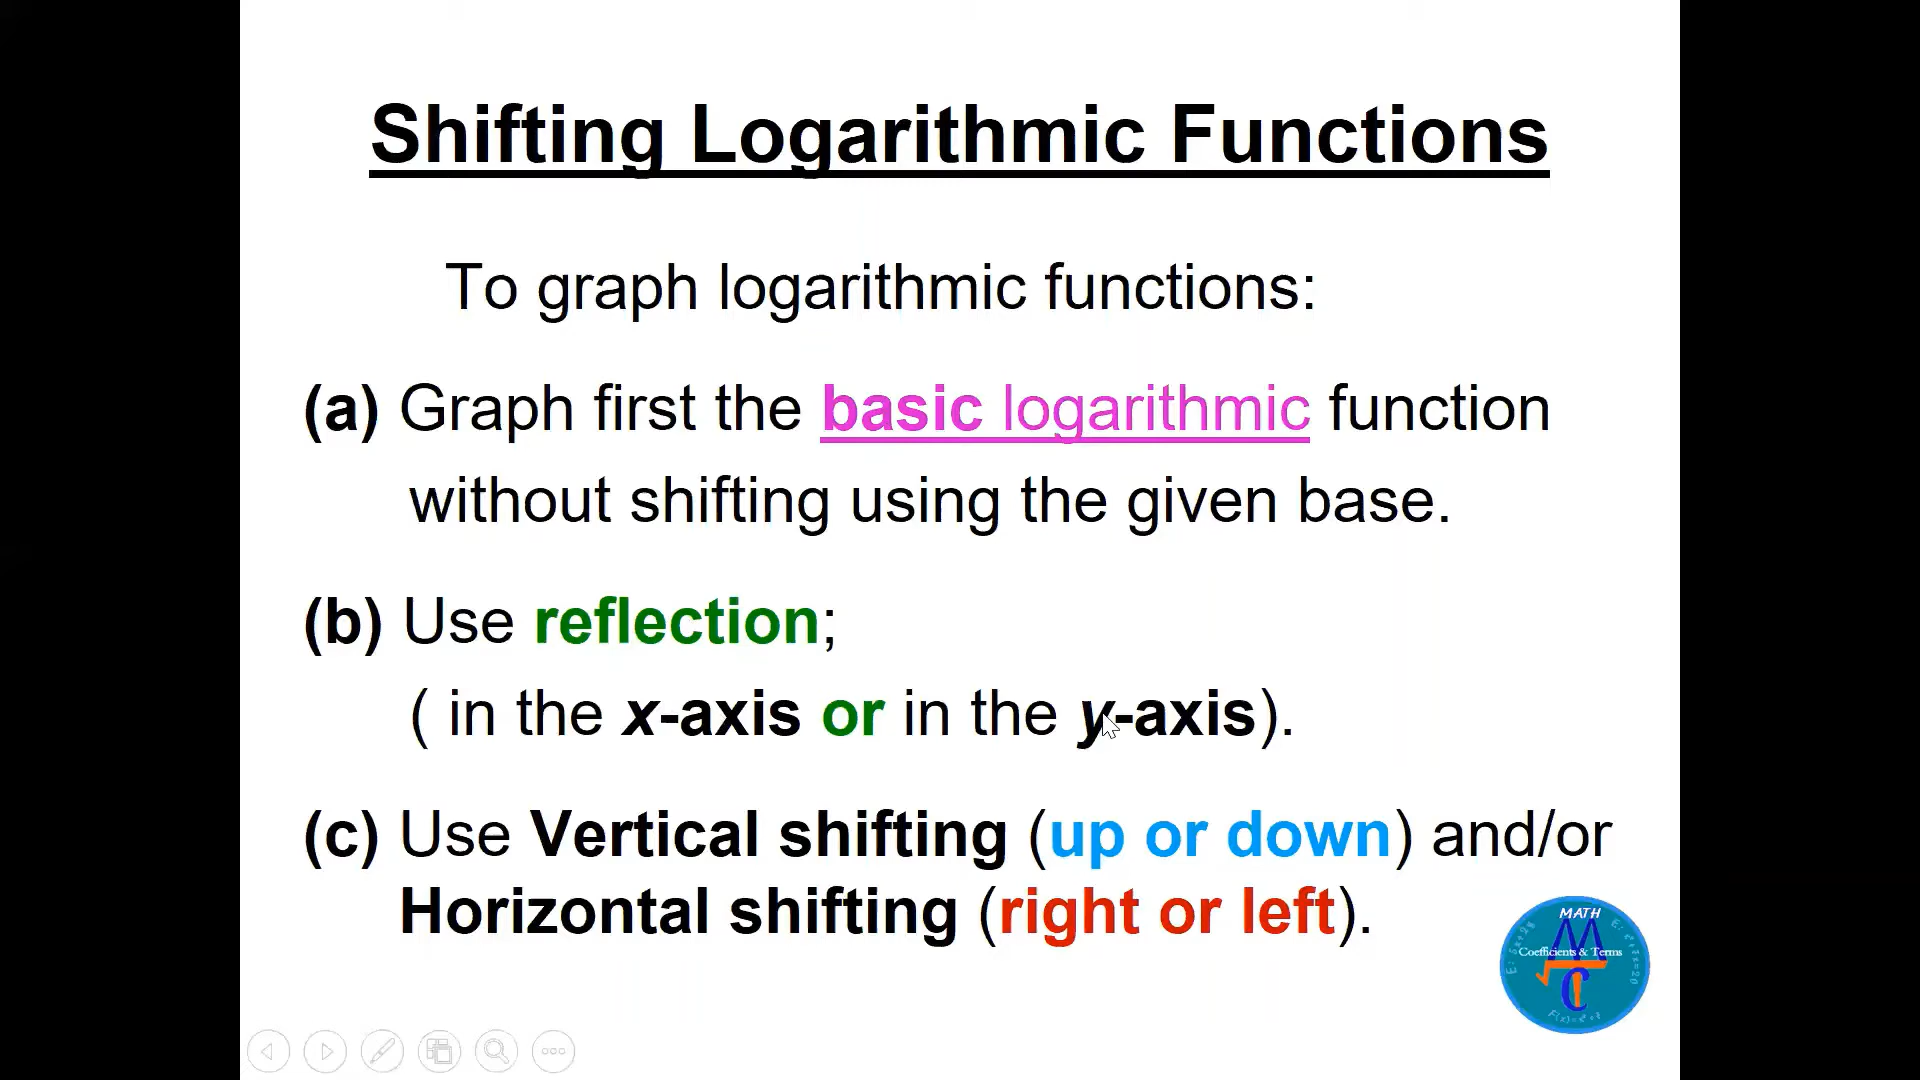 Shifting Logarithmic Functions
To graph logarithmic functions:
(a) Graph first the basic logarithmic function
without shifting using the given base.
(b) Use reflection;
( in the x-axis or in the y-axis).
(c) Use Vertical shifting (up or down) and/or
Horizontal shifting (right or left).
MATH
Coefficients & Terms